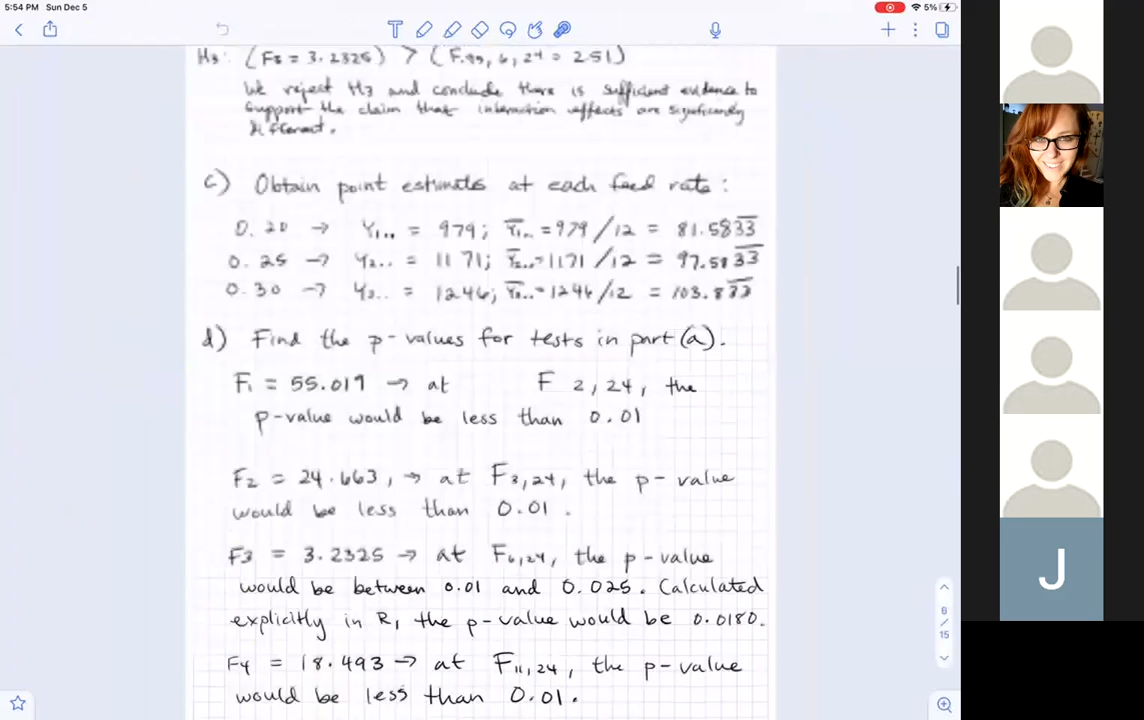 5:54 PM Sun Dec 5
5%
H3: (F3 = 3.2325) > (F.95, 6, 24 = 2.51)
We reject H3 and conclude there is sufficient evidence to
support the claim that interaction effects are significantly
different.
c) Obtain point estimates at each feed rate:
0.20 → Y1.. = 979; Y̅1.. = 979/12 = 81.5833
0.25 → Y2.. = 1171; Y̅2.. = 1171/12 = 97.5833
0.30 → Y3.. = 1246; Y̅3.. = 1246/12 = 103.833
d) Find the p-values for tests in part (a).
F1 = 55.019 → at F 2,24, the
p-value would be less than 0.01
F2 = 24.663, → at F3,24, the p-value
would be less than 0.01.
F3 = 3.2325 → at F6,24, the p-value
would be between 0.01 and 0.025. Calculated
explicitly in R, the p-value would be 0.0180.
F4 = 18.493 → at F11,24, the p-value
would be less than 0.01.
T
8
/
15
J